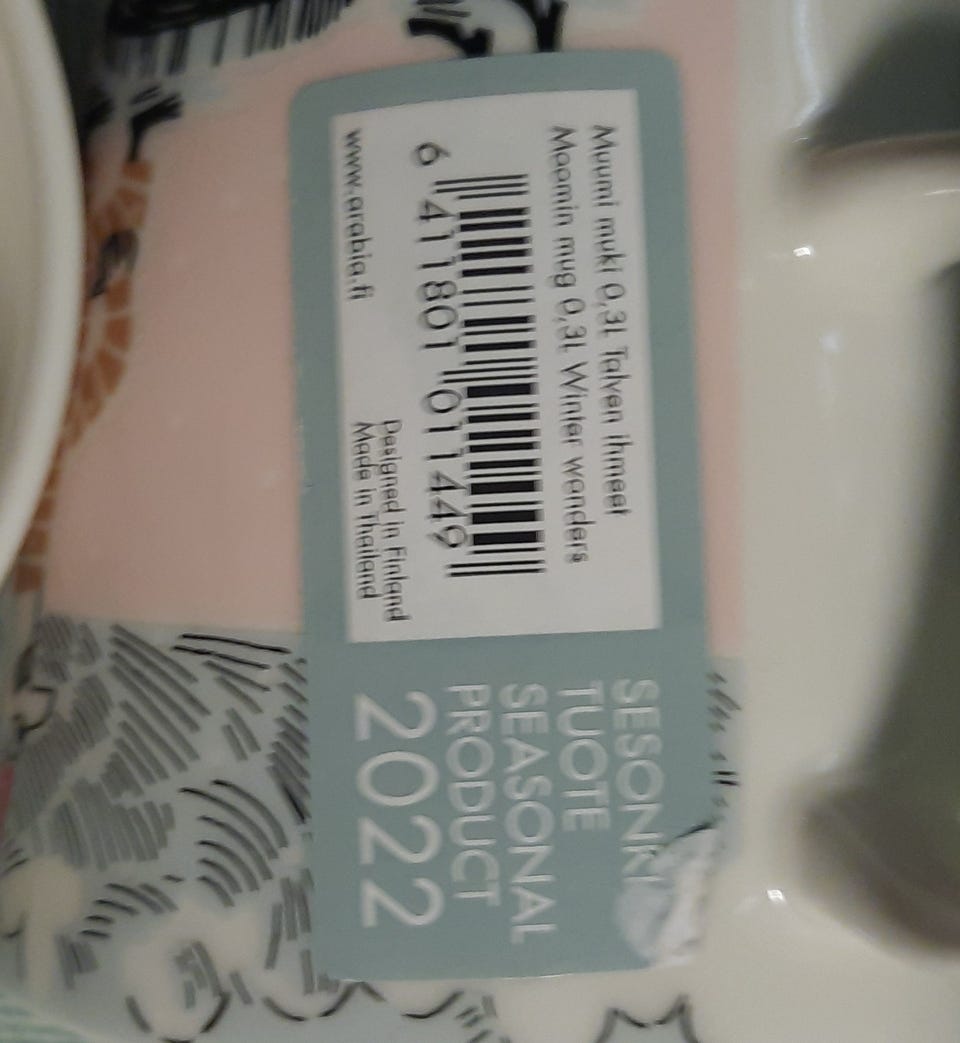 Muumi muki 0,3L Talven ihmeet
Moomin mug 0,3L Winter wonders
6 411801 011449
Designed in Finland
Made in Thailand
www.arabia.fi
SESONKI
TUOTE
SEASONAL
PRODUCT
2022